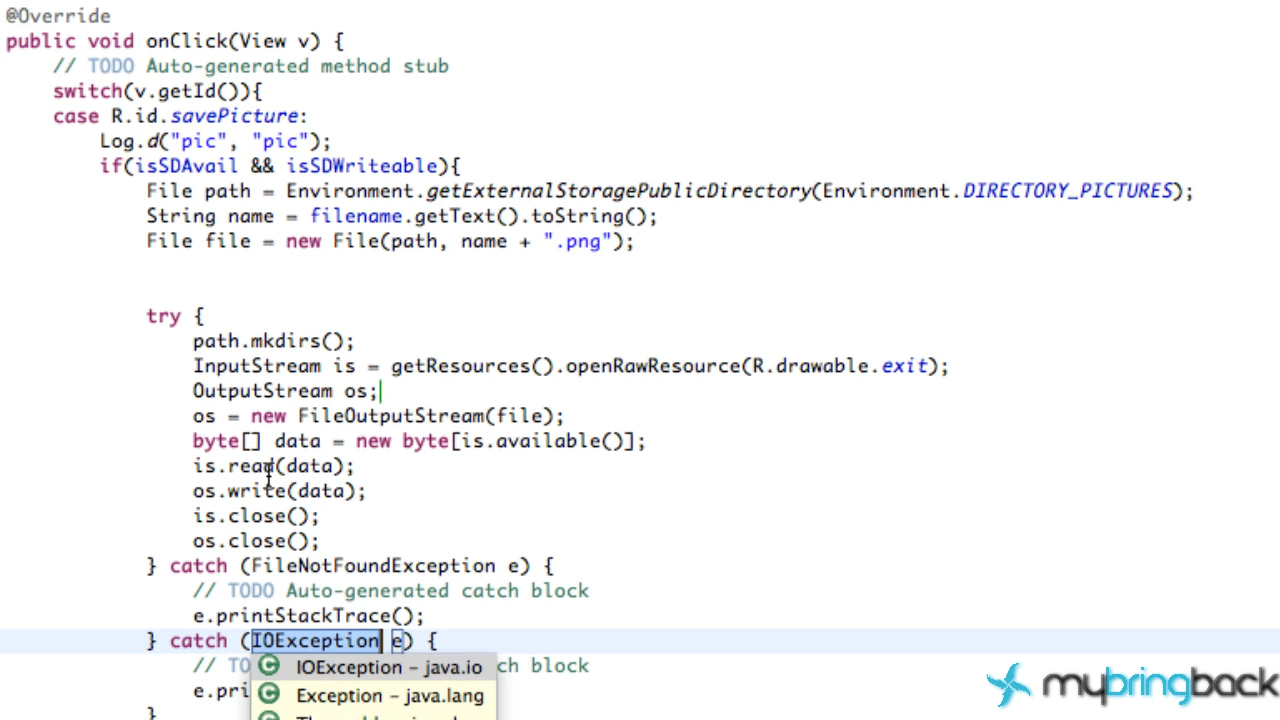 @Override
public void onClick(View v) {
// TODO Auto-generated method stub
switch(v.getId()){
case R.id.savePicture:
Log.d("pic", "pic");
if(isSDAvail && isSDWriteable){
File path = Environment.getExternalStoragePublicDirectory(Environment.DIRECTORY_PICTURES);
String name = filename.getText().toString();
File file = new File(path, name + ".png");
try {
path.mkdirs();
InputStream is = getResources().openRawResource(R.drawable.exit);
OutputStream os;
os = new FileOutputStream(file);
byte[] data = new byte[is.available()];
is.read(data);
os.write(data);
is.close();
os.close();
} catch (FileNotFoundException e) {
// TODO Auto-generated catch block
e.printStackTrace();
} catch (IOException e) {
// TO ch block
IOException - java.io
e.pri
Exception - java.lang
}
mybringback